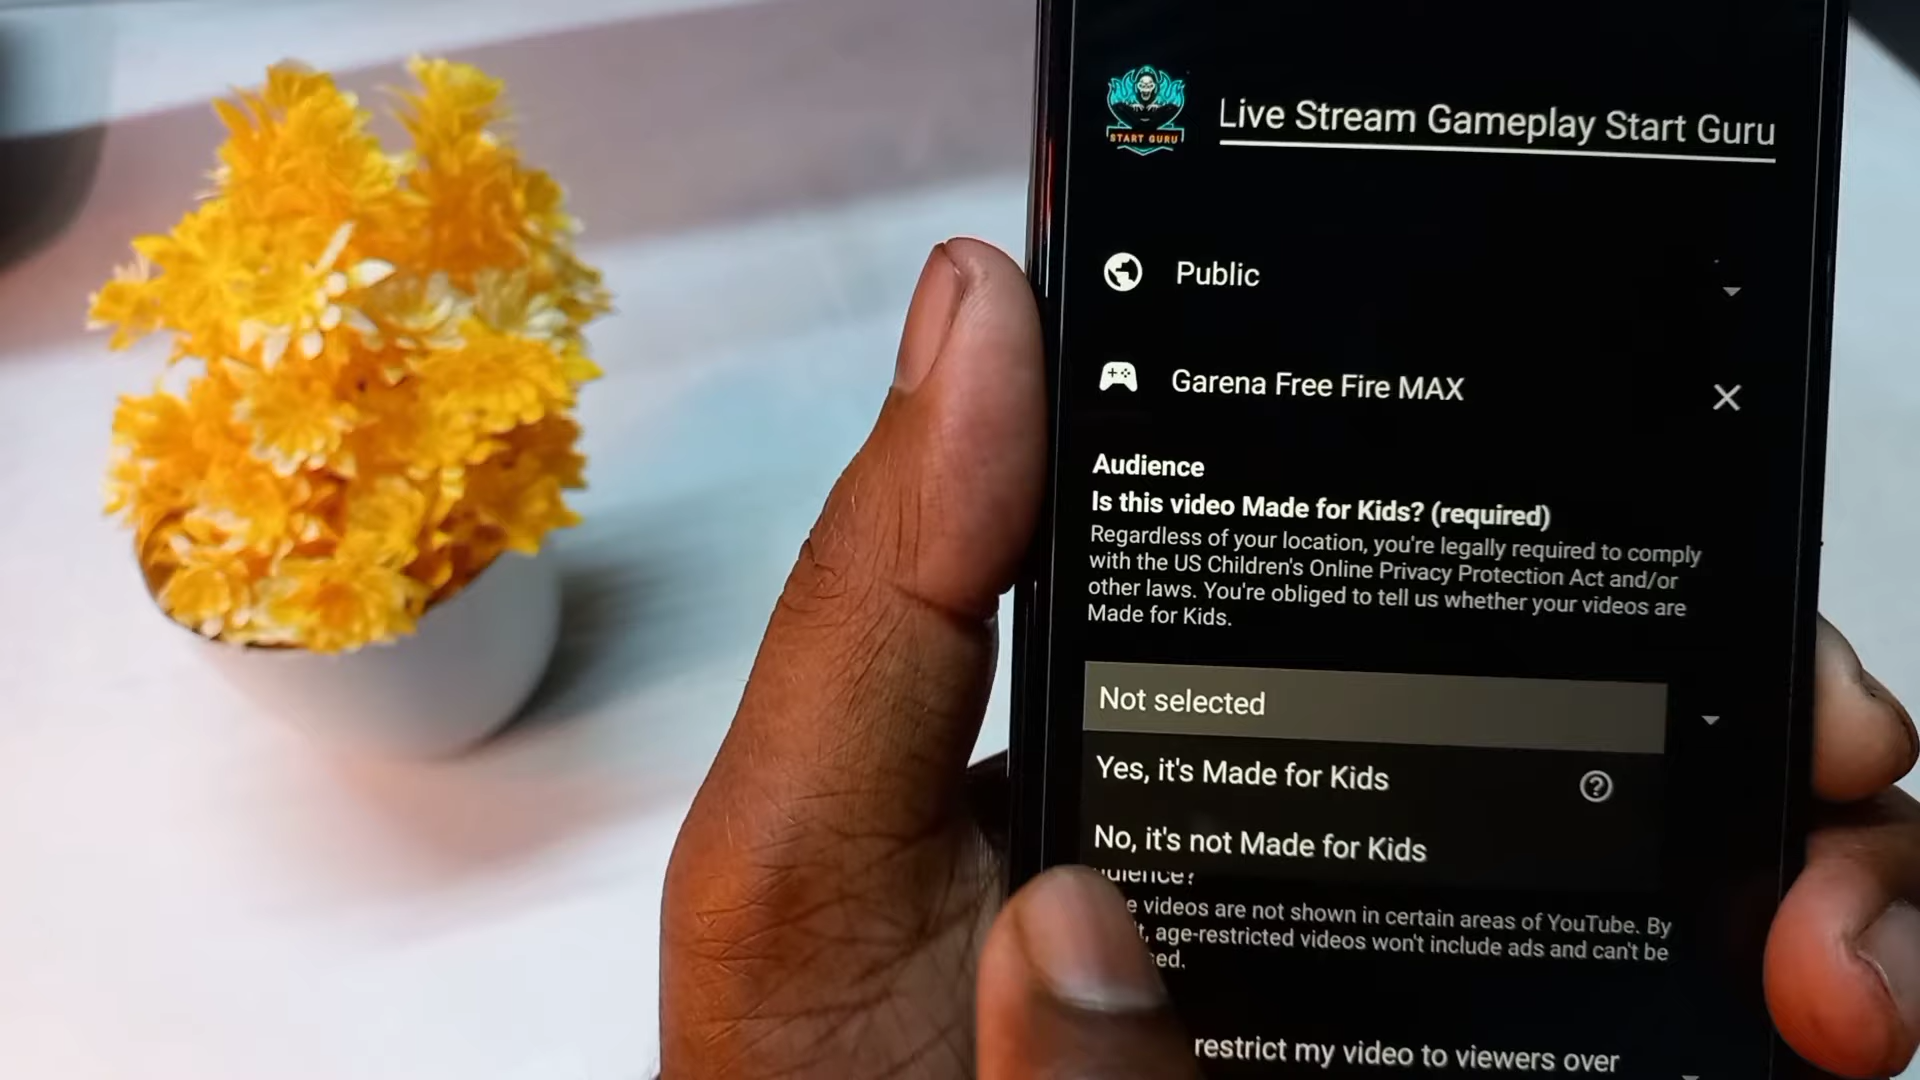 START GURU
Live Stream Gameplay Start Guru
Public
Garena Free Fire MAX
Audience
Is this video Made for Kids? (required)
Regardless of your location, you're legally required to comply
with the US Children's Online Privacy Protection Act and/or
other laws. You're obliged to tell us whether your videos are
Made for Kids.
Not selected
Yes, it's Made for Kids
No, it's not Made for Kids
videos are not shown in certain areas of YouTube. By
age-restricted videos won't include ads and can't be
restrict my video to viewers over